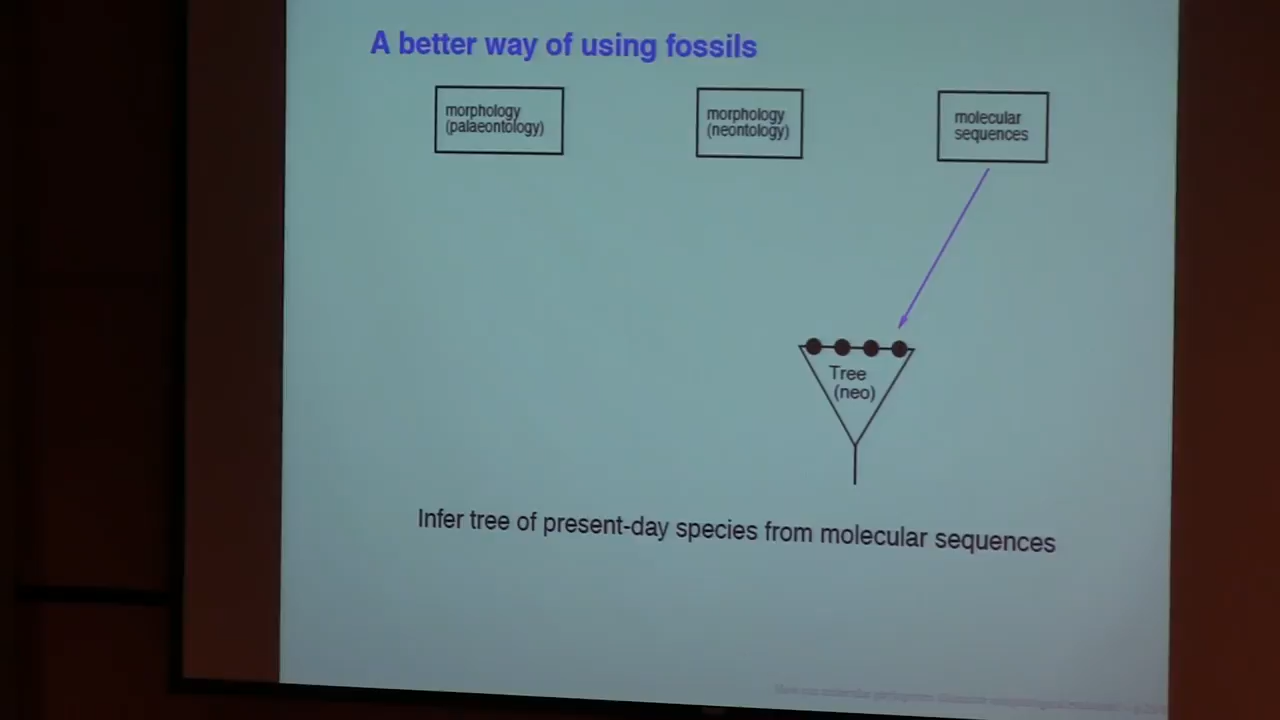 A better way of using fossils
morphology
(palaeontology)
morphology
(neontology)
molecular
sequences
Tree
(neo)
Infer tree of present-day species from molecular sequences